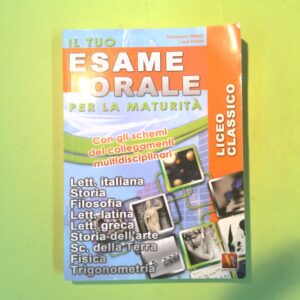 IL TUO
ESAME
ORALE
PER LA MATURITÀ
LICEO
CLASSICO
Con gli schemi
dei collegamenti
multidisciplinari
Lett. italiana
Storia
Filosofia
Lett. latina
Lett. greca
Storia dell'arte
Sc. della Terra
Fisica
Trigonometria